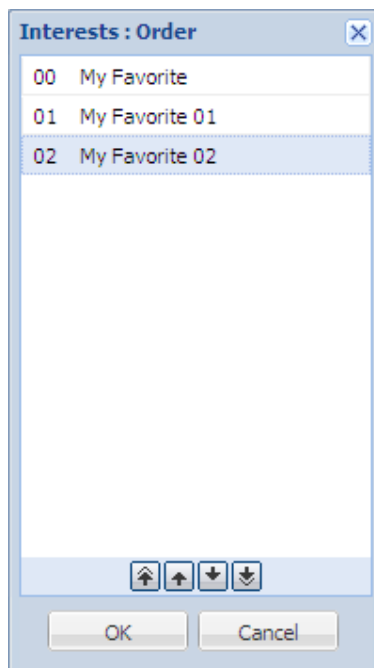 Interests : Order
00 My Favorite
01 My Favorite 01
02 My Favorite 02
OK Cancel